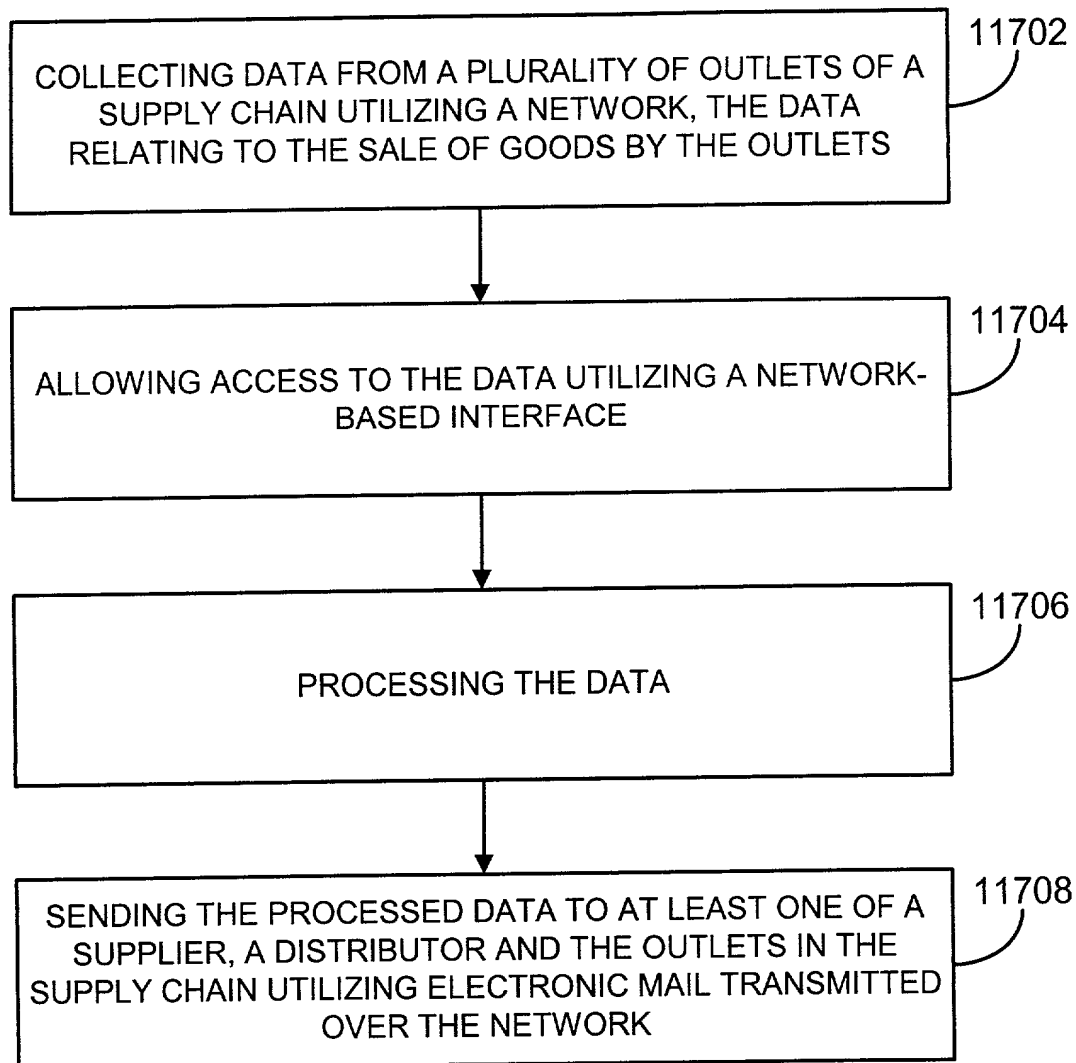 11702
COLLECTING DATA FROM A PLURALITY OF OUTLETS OF A
SUPPLY CHAIN UTILIZING A NETWORK, THE DATA
RELATING TO THE SALE OF GOODS BY THE OUTLETS
11704
ALLOWING ACCESS TO THE DATA UTILIZING A NETWORK-
BASED INTERFACE
11706
PROCESSING THE DATA
11708
SENDING THE PROCESSED DATA TO AT LEAST ONE OF A
SUPPLIER, A DISTRIBUTOR AND THE OUTLETS IN THE
SUPPLY CHAIN UTILIZING ELECTRONIC MAIL TRANSMITTED
OVER THE NETWORK